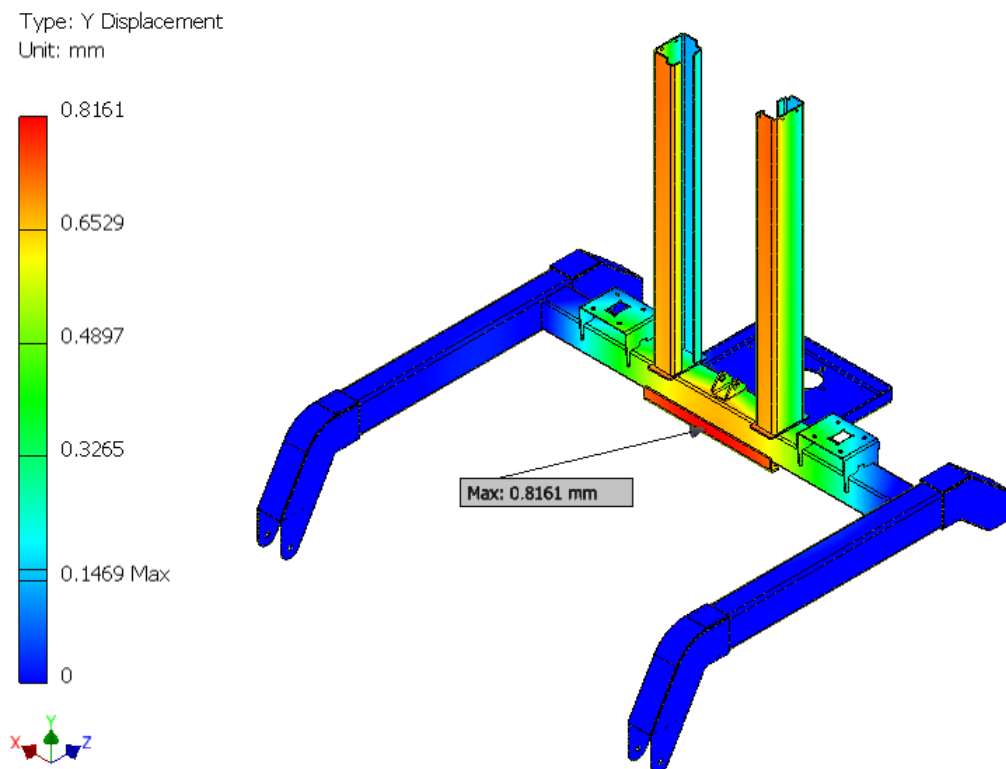 Type: Y Displacement
Unit: mm
0.8161
0.6529
0.4897
0.3265
0.1469 Max
0
Max: 0.8161 mm
Y
X
Z